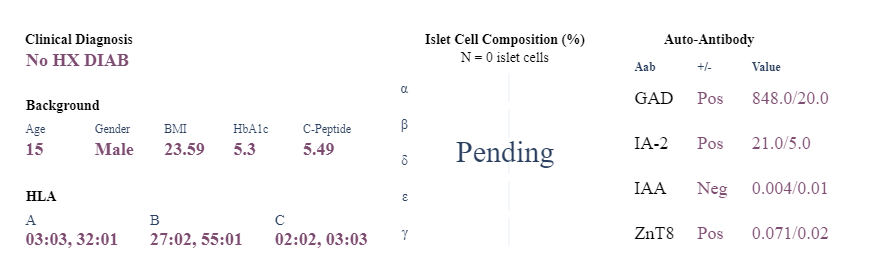 Clinical Diagnosis
No HX DIAB
Background
Age Gender BMI HbA1c C-Peptide
15 Male 23.59 5.3 5.49
HLA
A B C
03:03, 32:01 27:02, 55:01 02:02, 03:03
Islet Cell Composition (%)
N = 0 islet cells
α
β
Pending
δ
ε
γ
Auto-Antibody
Aab +/- Value
GAD Pos 848.0/20.0
IA-2 Pos 21.0/5.0
IAA Neg 0.004/0.01
ZnT8 Pos 0.071/0.02